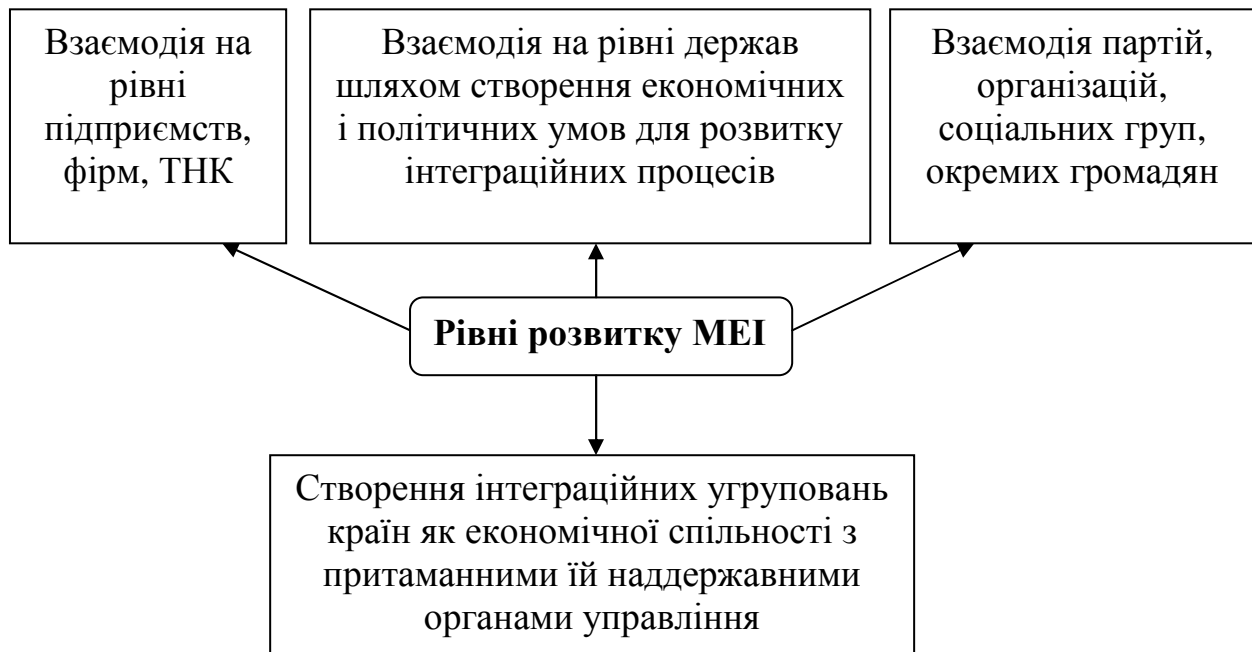 Взаємодія на
рівні
підприємств,
фірм, ТНК
Взаємодія на рівні держав
шляхом створення економічних
і політичних умов для розвитку
інтеграційних процесів
Взаємодія партій,
організацій,
соціальних груп,
окремих громадян
Рівні розвитку МЕІ
Створення інтеграційних угруповань
країн як економічної спільності з
притаманними їй наддержавними
органами управління